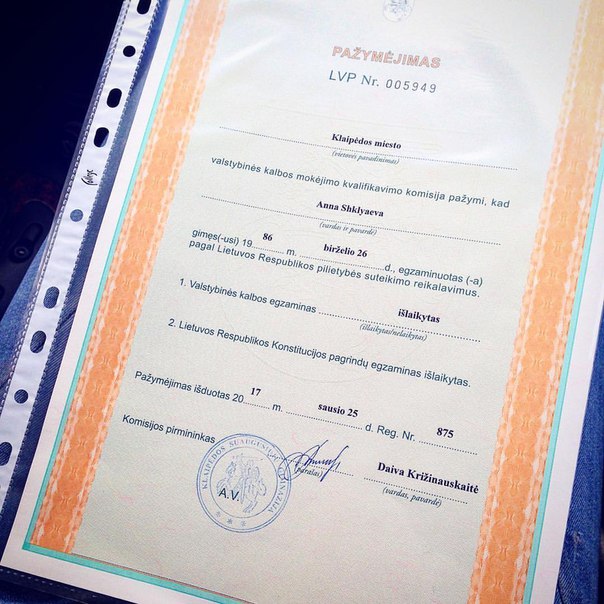 PAŽYMĖJIMAS
LVP Nr. 005949
Klaipėdos miesto
(vietovės pavadinimas)
valstybinės kalbos mokėjimo kvalifikavimo komisija pažymi, kad
Anna Shklyaeva
(vardas ir pavardė)
gimęs(-usi) 19 86 m. birželio 26 d., egzaminuotas (-a)
pagal Lietuvos Respublikos pilietybės suteikimo reikalavimus.
1. Valstybinės kalbos egzaminas išlaikytas
(išlaikytas/neišlaikytas)
2. Lietuvos Respublikos Konstitucijos pagrindų egzaminas išlaikytas.
Pažymėjimas išduotas 20 17 m. sausio 25 d. Reg. Nr. 875
Komisijos pirmininkas
(parašas)
Daiva Križinauskaitė
(vardas, pavardė)
A.V.
KLAIPĖDOS SUAUGUSIŲJŲ GIMNAZIJA